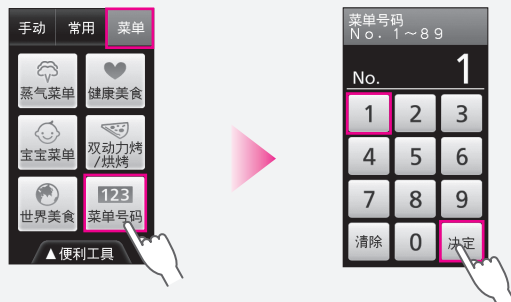 手动 常用 菜单
蒸气菜单 健康美食
宝宝菜单 双动力烤
/烘烤
123
世界美食 菜单号码
▲便利工具
菜单号码
No. 1～89
No. 1
1 2 3
4 5 6
7 8 9
清除 0 决定